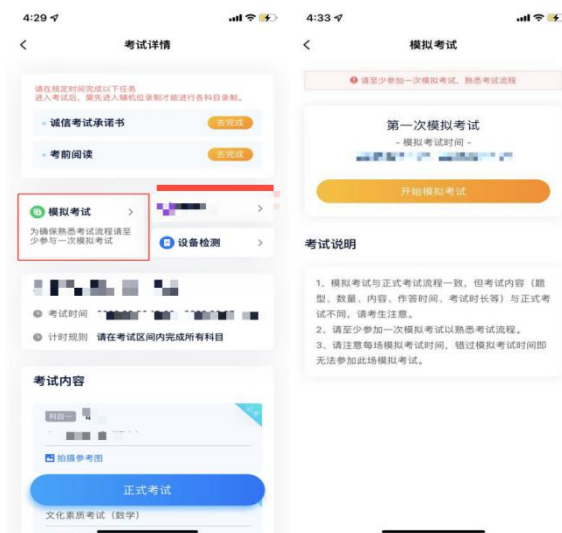 4:29
考试详情
请在规定时间完成以下任务
进入考试后，需先进入辅机位录制才能进行各科目录制。
诚信考试承诺书
去完成
考前阅读
去完成
模拟考试
为确保熟悉考试流程请至
少参与一次模拟考试
设备检测
考试时间
计时规则 请在考试区间内完成所有科目
考试内容
科目一
拍摄参考图
正式考试
文化素质考试（数学）
4:33
模拟考试
请至少参加一次模拟考试，熟悉考试流程
第一次模拟考试
- 模拟考试时间 -
开始模拟考试
考试说明
1、模拟考试与正式考试流程一致，但考试内容（题
型、数量、内容、作答时间、考试时长等）与正式考
试不同，请考生注意。
2、请至少参加一次模拟考试以熟悉考试流程。
3、请注意每场模拟考试时间，错过模拟考试时间即
无法参加此场模拟考试。